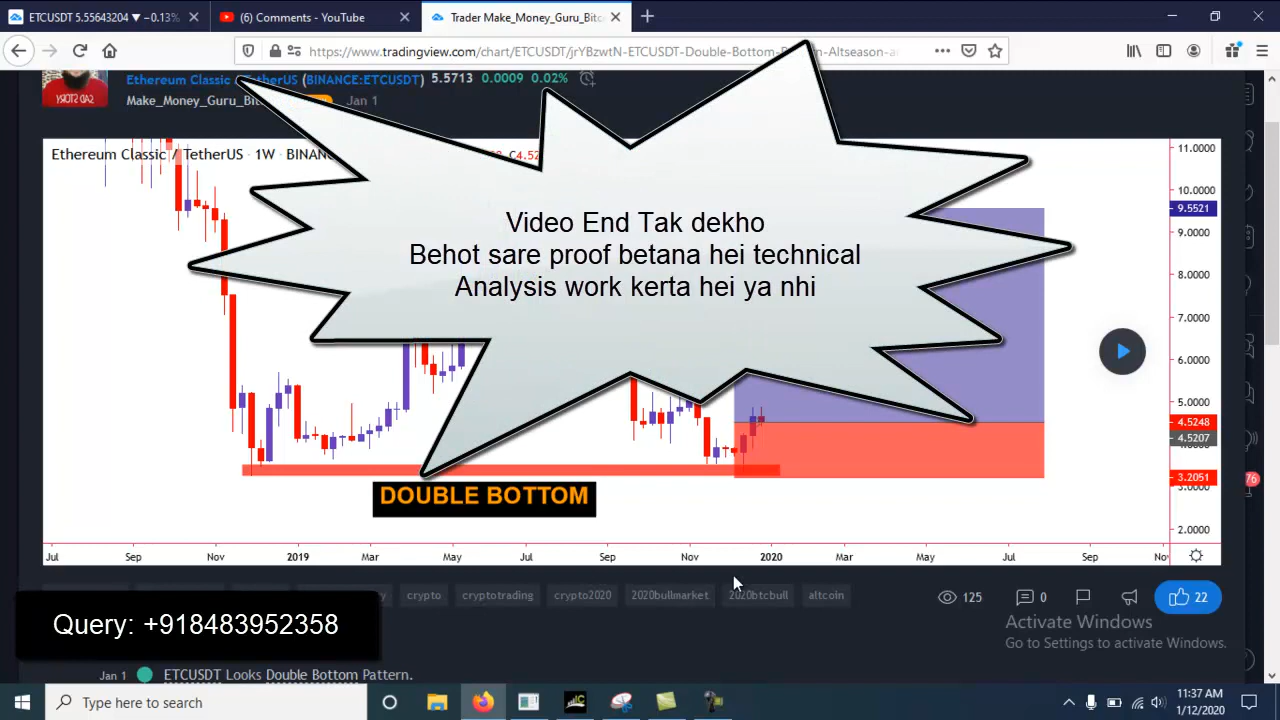 ETCUSDT 5.55643204 ▼ −0.13%
(6) Comments - YouTube
Trader Make_Money_Guru_Bitc
https://www.tradingview.com/chart/ETCUSDT/jrYBzwtN-ETCUSDT-Double-Bottom-
Altseason-a
Ethereum Classic
(BINANCE:ETCUSDT) 5.5713 0.0009 0.02%
Make_Money_Guru_Bi
Jan 1
Ethereum Classic / TetherUS · 1W · BINAN
C4.52
11.0000
10.0000
9.5521
9.0000
8.0000
7.0000
6.0000
5.0000
4.5248
4.5207
3.2051
2.0000
Video End Tak dekho
Behot sare proof betana hei technical
Analysis work kerta hei ya nhi
DOUBLE BOTTOM
Jul Sep Nov 2019 Mar May Jul Sep Nov 2020 Mar May Jul Sep Nov
crypto cryptotrading crypto2020 2020bullmarket 2020btcbull altcoin
125 0 22
76
Query: +918483952358
Activate Windows
Go to Settings to activate Windows.
Jan 1 ETCUSDT Looks Double Bottom Pattern.
Type here to search
11:37 AM
1/12/2020